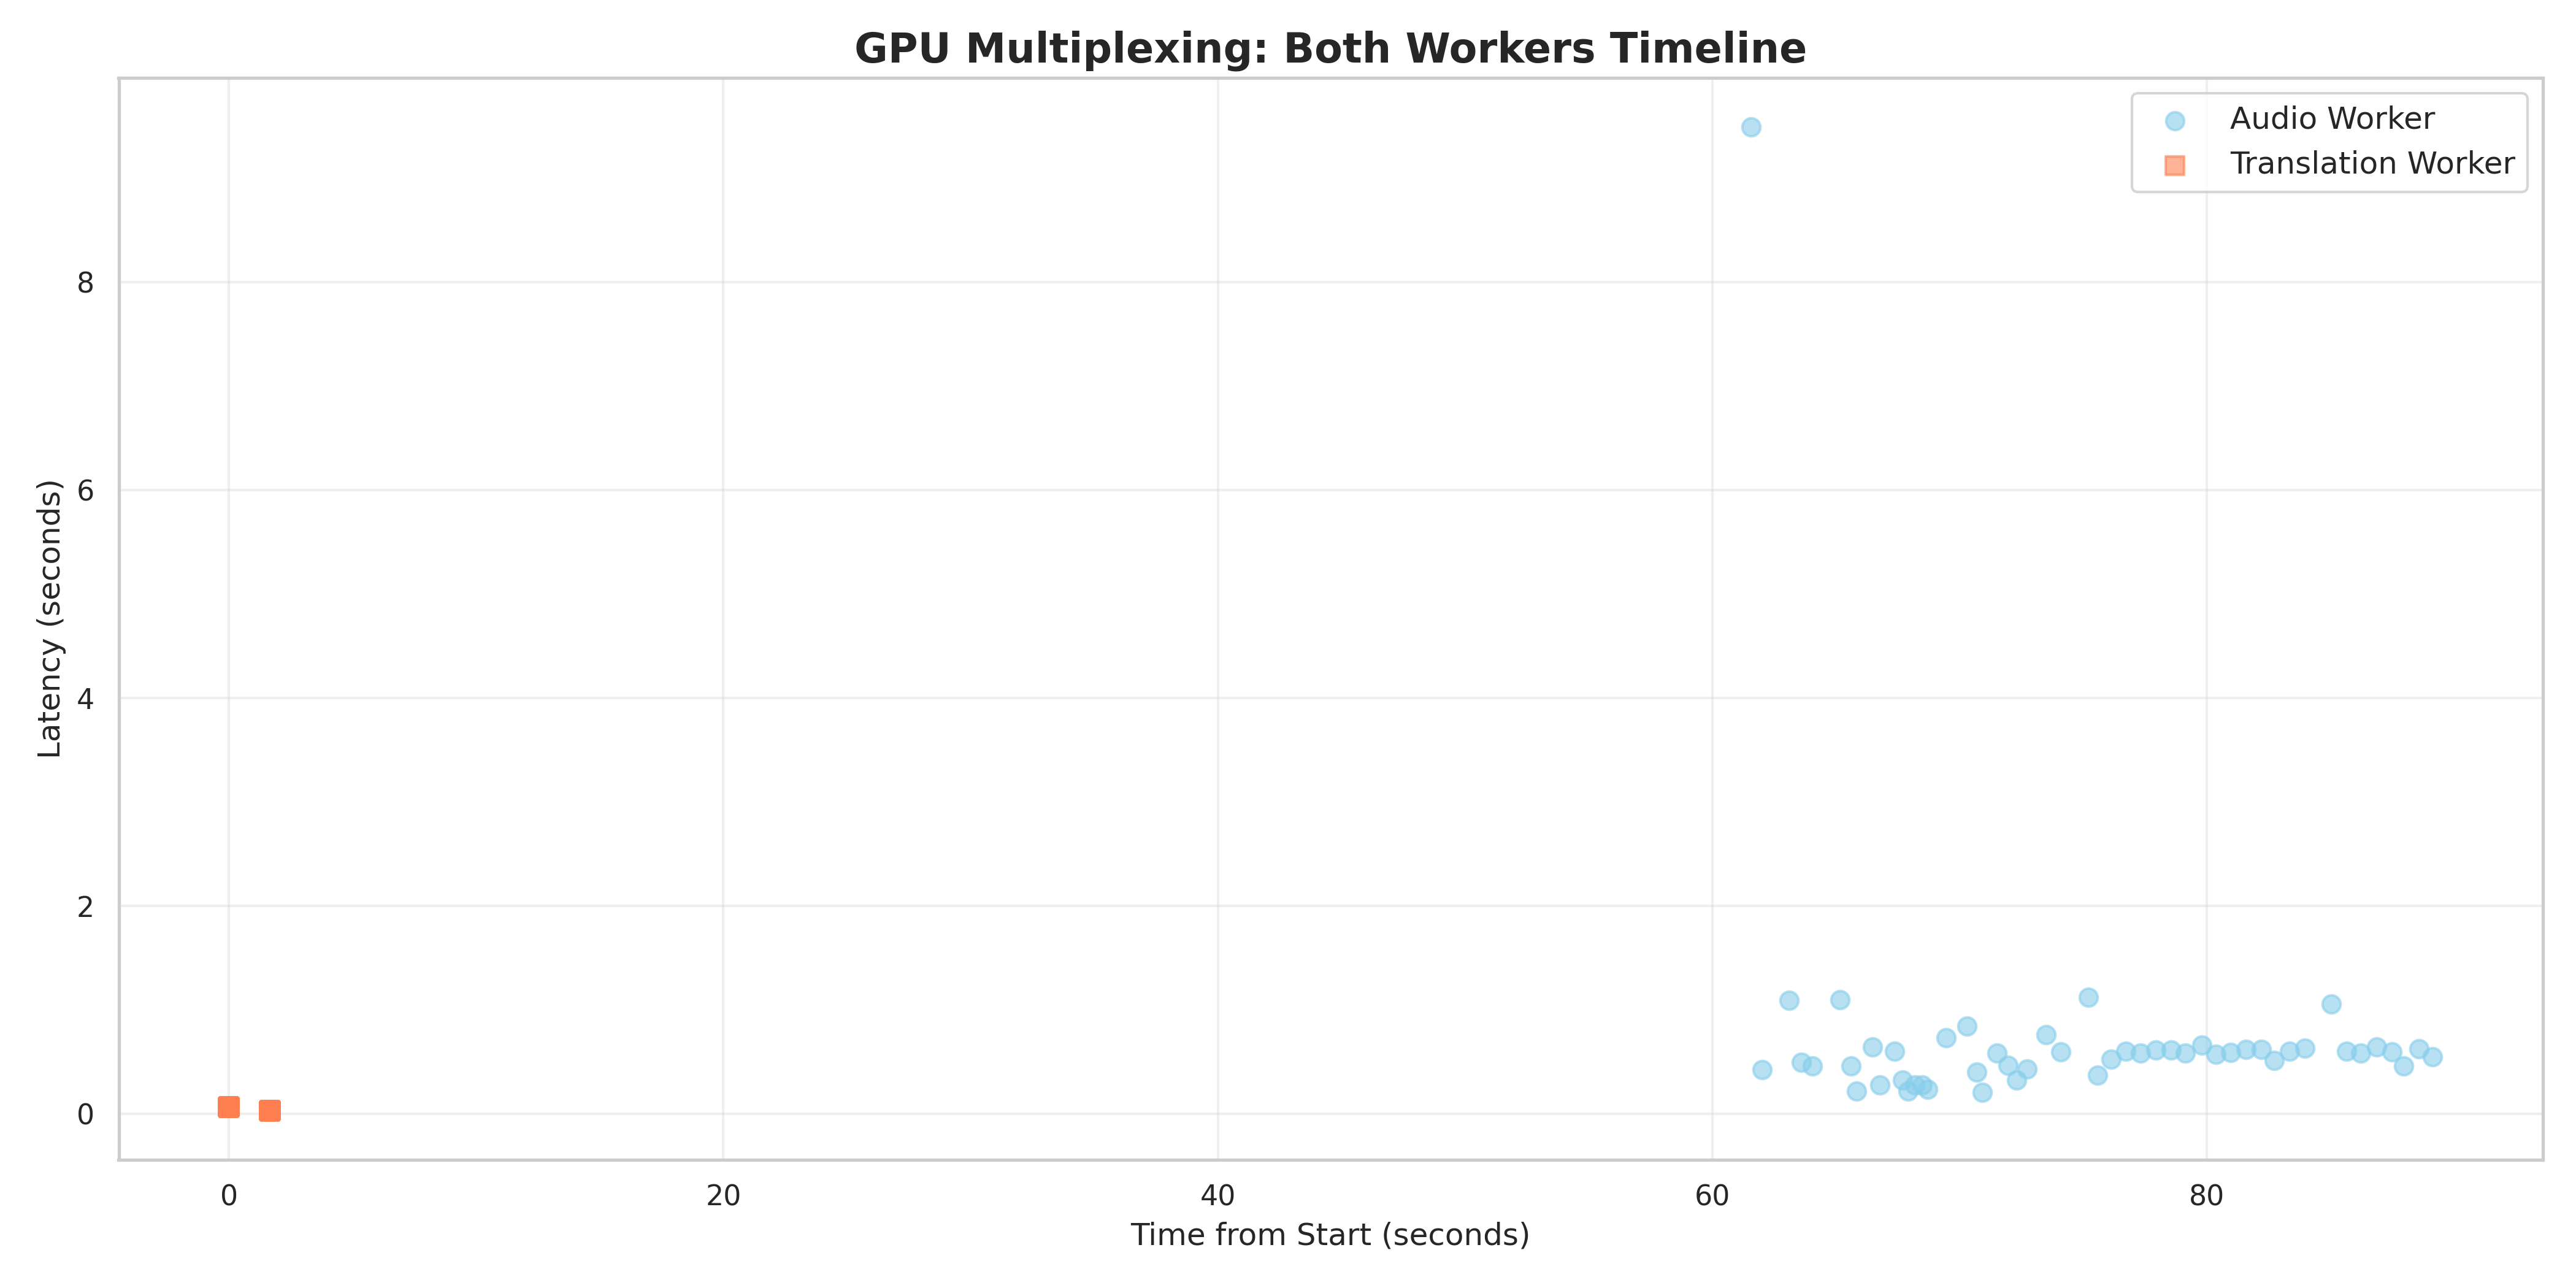 GPU Multiplexing: Both Workers Timeline
Audio Worker
Translation Worker
8
6
4
2
0
Latency (seconds)
0 20 40 60 80
Time from Start (seconds)